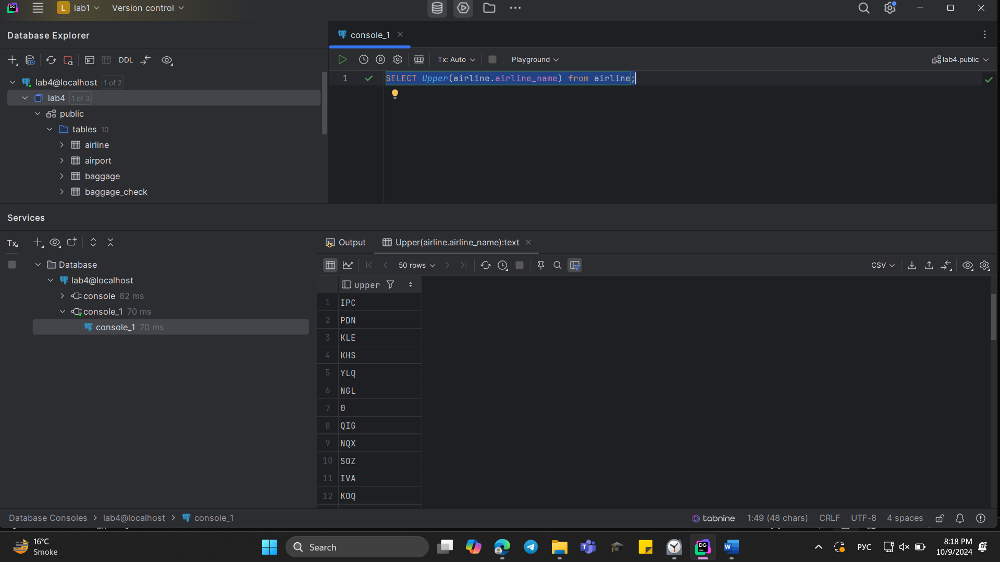 L lab1 Version control
Database Explorer
console_1
DDL
Tx: Auto Playground lab4.public
lab4@localhost 1 of 2
1 SELECT Upper(airline.airline_name) from airline;
lab4 1 of 3
public
tables 10
airline
airport
baggage
baggage_check
Services
Tx
Output Upper(airline.airline_name):text
Database
50 rows CSV
lab4@localhost
upper
console 82 ms
1 IPC
console_1 70 ms
2 PDN
console_1 70 ms
3 KLE
4 KHS
5 YLQ
6 NGL
7 0
8 QIG
9 NQX
10 SOZ
11 IVA
12 KOQ
Database Consoles > lab4@localhost > console_1
tabnine 1:49 (48 chars) CRLF UTF-8 4 spaces
16°C
Smoke
Search
DG
РУС
8:18 PM
10/9/2024